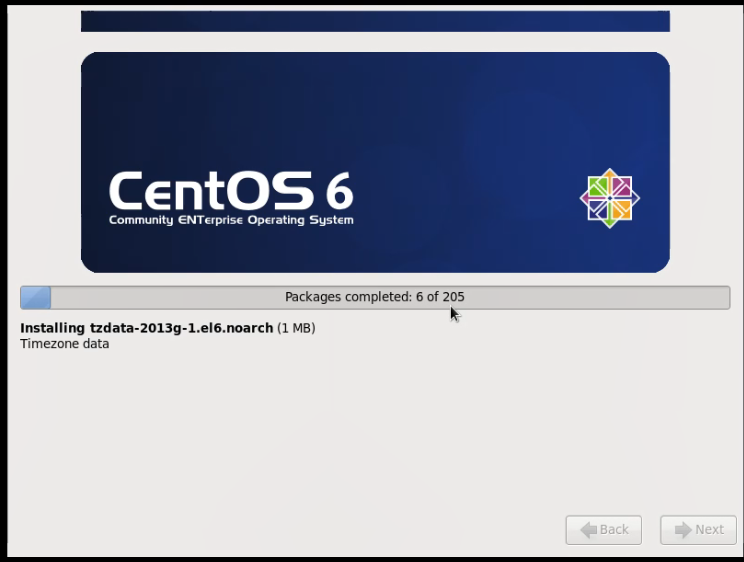 CentOS 6
Community ENTerprise Operating System
Packages completed: 6 of 205
Installing tzdata-2013g-1.el6.noarch (1 MB)
Timezone data
Back Next